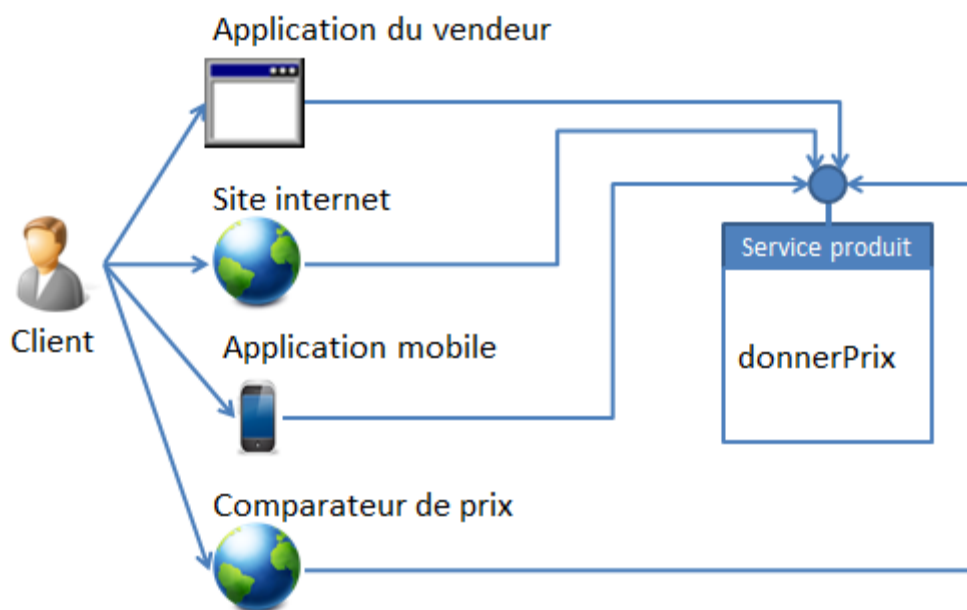 Application du vendeur
Site internet
Service produit
Client
Application mobile
donnerPrix
Comparateur de prix